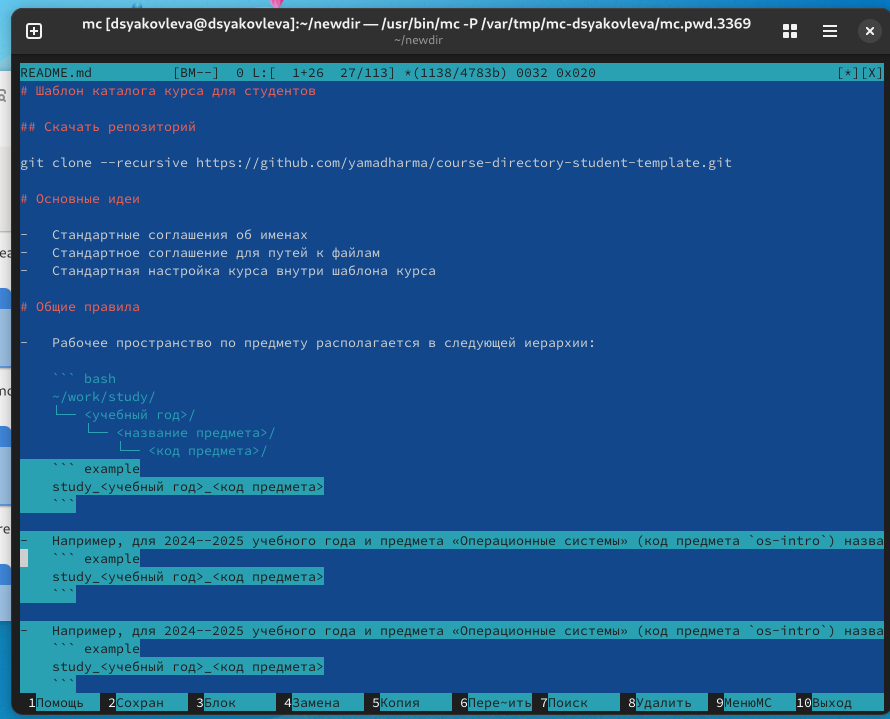 mc [dsyakovleva@dsyakovleva]:~/newdir — /usr/bin/mc -P /var/tmp/mc-dsyakovleva/mc.pwd.3369
~/newdir
README.md [BM--] 0 L:[ 1+26 27/113] *(1138/4783b) 0032 0x020 [*][X]
# Шаблон каталога курса для студентов
## Скачать репозиторий
git clone --recursive https://github.com/yamadharma/course-directory-student-template.git
# Основные идеи
- Стандартные соглашения об именах
- Стандартное соглашение для путей к файлам
- Стандартная настройка курса внутри шаблона курса
# Общие правила
- Рабочее пространство по предмету располагается в следующей иерархии:
``` bash
~/work/study/
└── <учебный год>/
└── <название предмета>/
└── <код предмета>/
``` example
study_<учебный год>_<код предмета>
```
- Например, для 2024--2025 учебного года и предмета «Операционные системы» (код предмета `os-intro`) назва
``` example
study_<учебный год>_<код предмета>
```
- Например, для 2024--2025 учебного года и предмета «Операционные системы» (код предмета `os-intro`) назва
``` example
study_<учебный год>_<код предмета>
```
1Помощь 2Сохран 3Блок 4Замена 5Копия 6Пере~ить 7Поиск 8Удалить 9МенюМС 10Выход